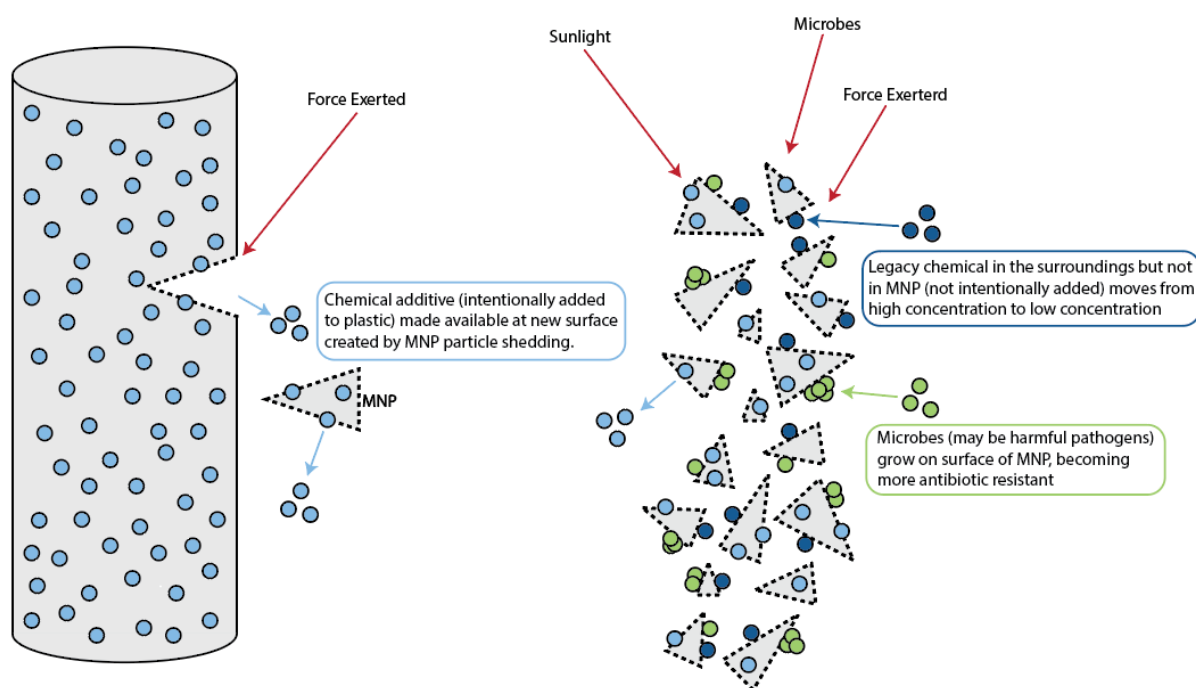 Sunlight
Microbes
Force Exerted
Force Exerterd
Chemical additive (intentionally added
to plastic) made available at new surface
created by MNP particle shedding.
MNP
Legacy chemical in the surroundings but not
in MNP (not intentionally added) moves from
high concentration to low concentration
Microbes (may be harmful pathogens)
grow on surface of MNP, becoming
more antibiotic resistant